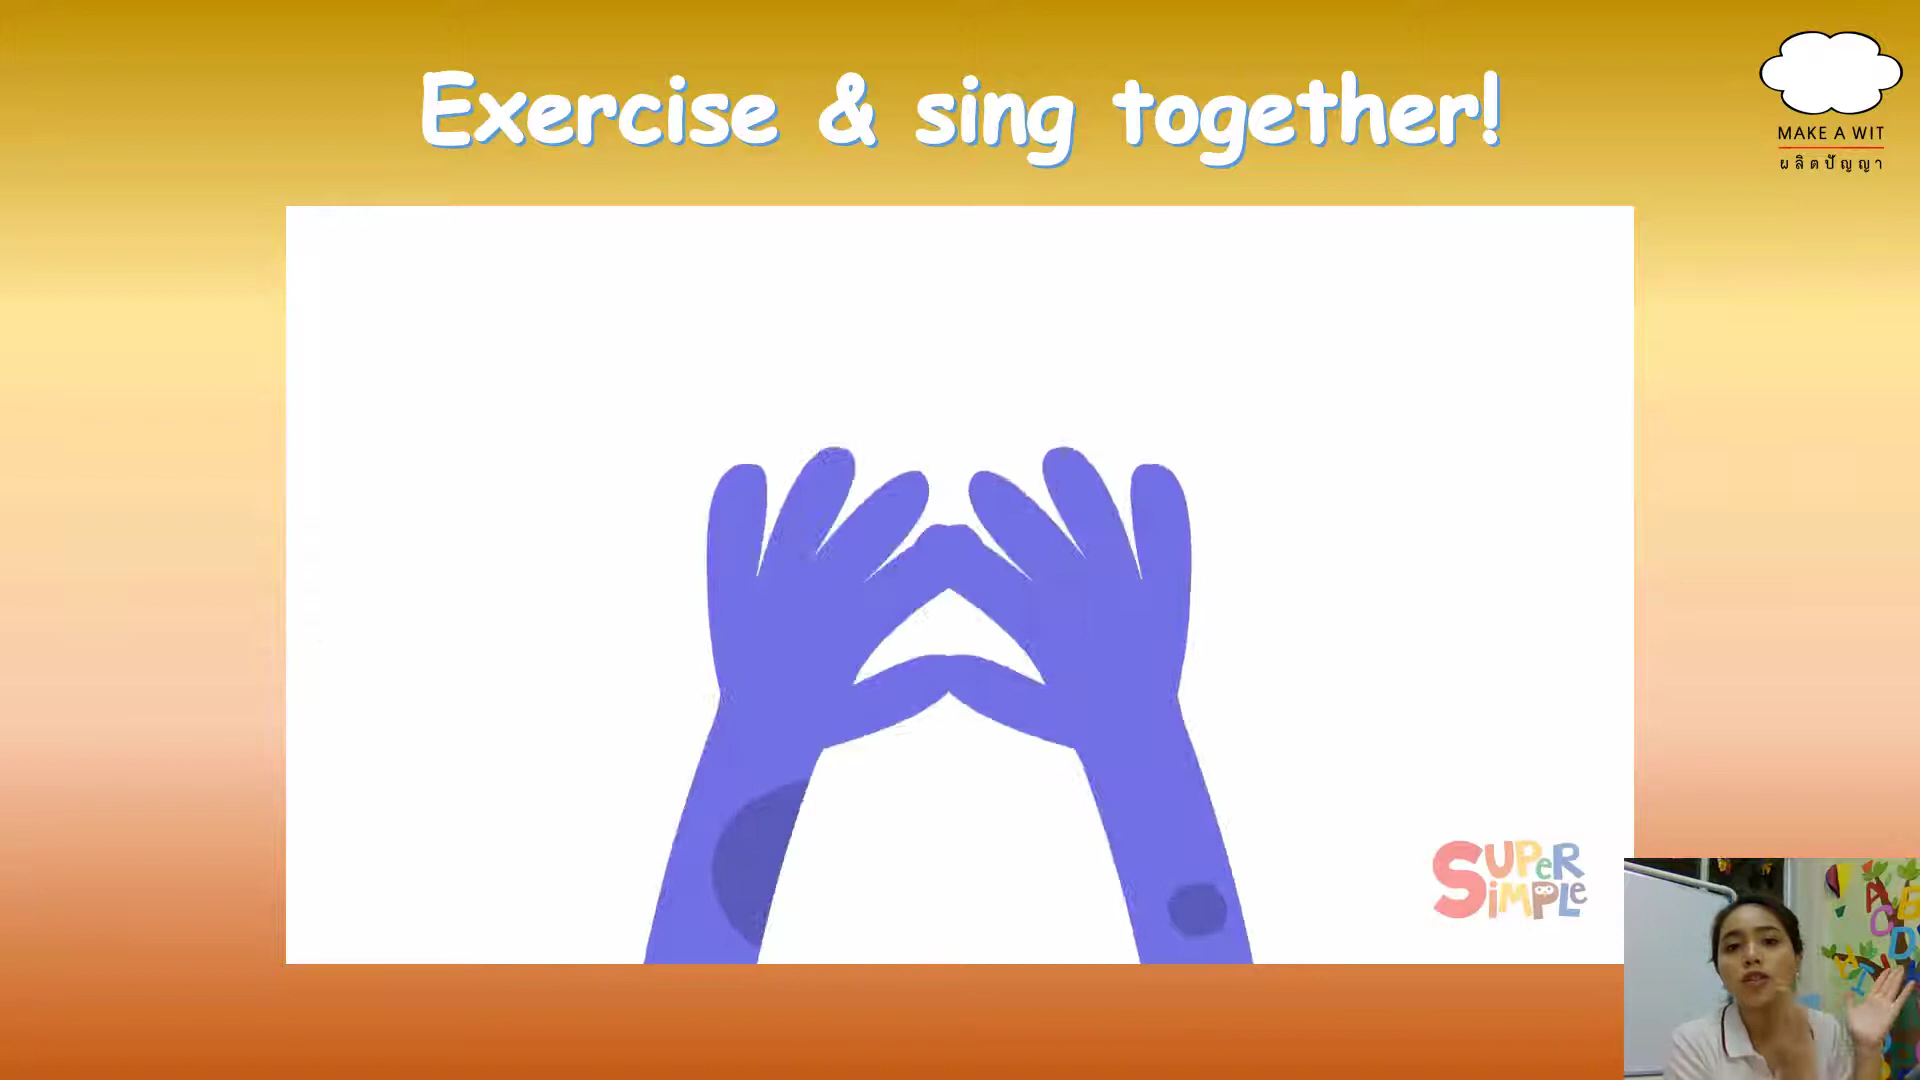 Exercise & sing together!
MAKE A WIT
ผลิตปัญญา
SUPER
SIMPLE
A
C
D
H
I